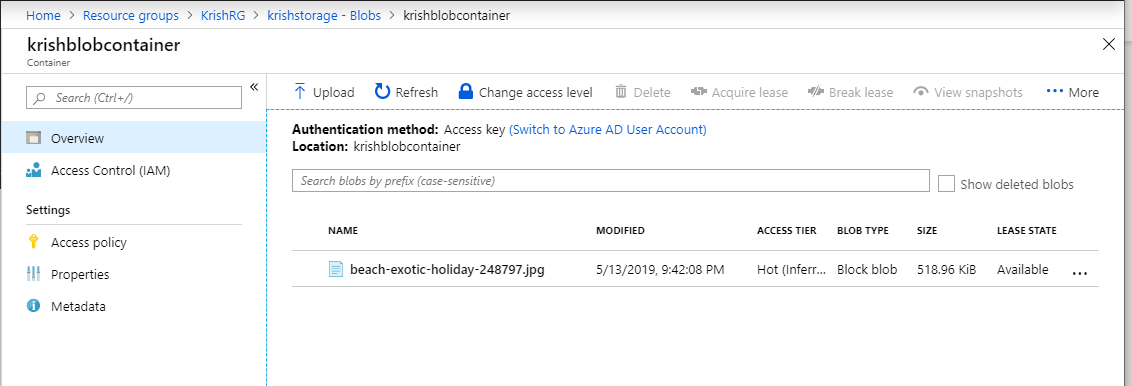 Home > Resource groups > KrishRG > krishstorage - Blobs > krishblobcontainer
krishblobcontainer
Container
Search (Ctrl+/)
Overview
Access Control (IAM)
Settings
Access policy
Properties
Metadata
Upload Refresh Change access level Delete Acquire lease Break lease View snapshots ••• More
Authentication method: Access key (Switch to Azure AD User Account)
Location: krishblobcontainer
Search blobs by prefix (case-sensitive)
Show deleted blobs
NAME MODIFIED ACCESS TIER BLOB TYPE SIZE LEASE STATE
beach-exotic-holiday-248797.jpg 5/13/2019, 9:42:08 PM Hot (Inferr... Block blob 518.96 KiB Available ...